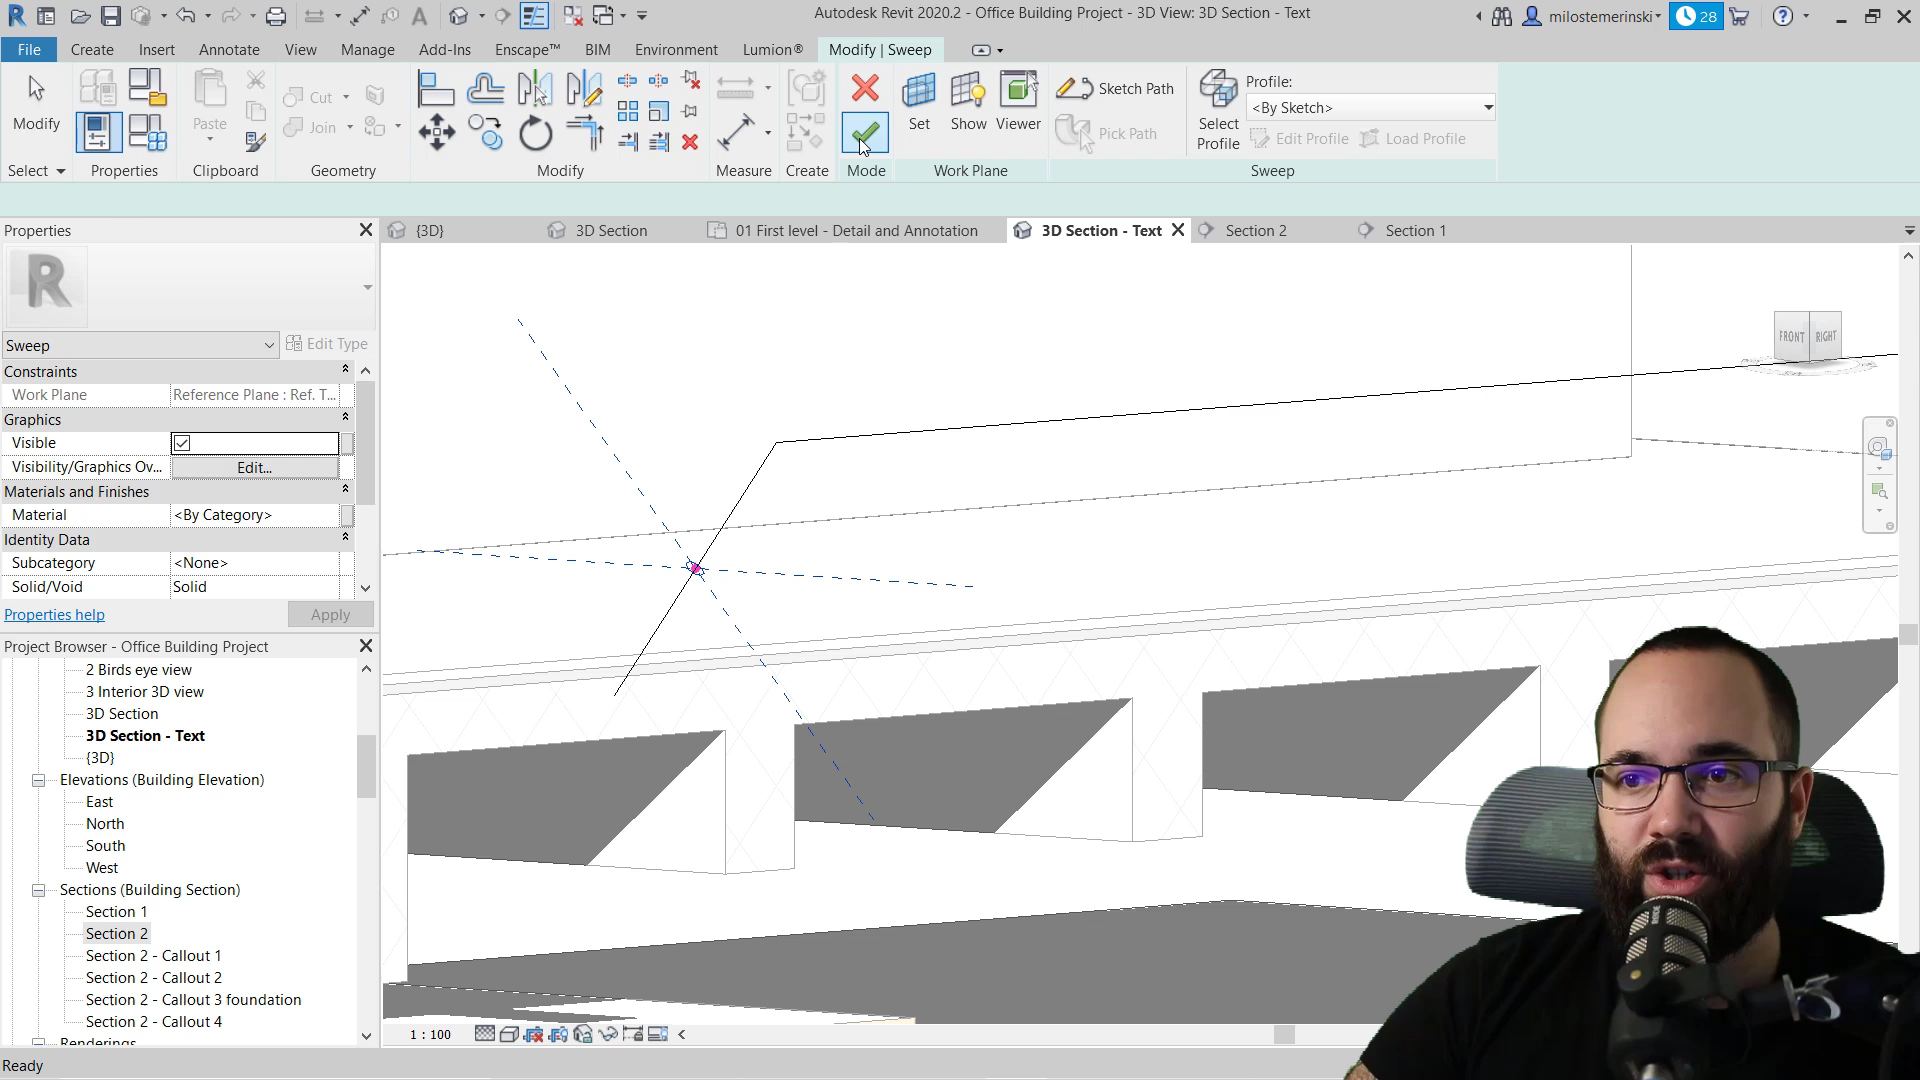 Autodesk Revit 2020.2 - Office Building Project - 3D View: 3D Section - Text
milostemerinski
28
File Create Insert Annotate View Manage Add-Ins Enscape™ BIM Environment Lumion® Modify | Sweep
Modify
Paste
Cut
Join
Set
Show
Viewer
Sketch Path
Pick Path
Select
Profile
Profile:
<By Sketch>
Edit Profile
Load Profile
Select
Properties
Clipboard
Geometry
Modify
Measure
Create
Mode
Work Plane
Sweep
{3D}
3D Section
01 First level - Detail and Annotation
3D Section - Text
Section 2
Section 1
Properties
Sweep
Edit Type
Constraints
Work Plane Reference Plane : Ref. T...
Graphics
Visible
Visibility/Graphics Ov... Edit...
Materials and Finishes
Material <By Category>
Identity Data
Subcategory <None>
Solid/Void Solid
Properties help
Apply
Project Browser - Office Building Project
2 Birds eye view
3 Interior 3D view
3D Section
3D Section - Text
{3D}
Elevations (Building Elevation)
East
North
South
West
Sections (Building Section)
Section 1
Section 2
Section 2 - Callout 1
Section 2 - Callout 2
Section 2 - Callout 3 foundation
Section 2 - Callout 4
Renderings
FRONT
RIGHT
1 : 100
Ready
RØDE